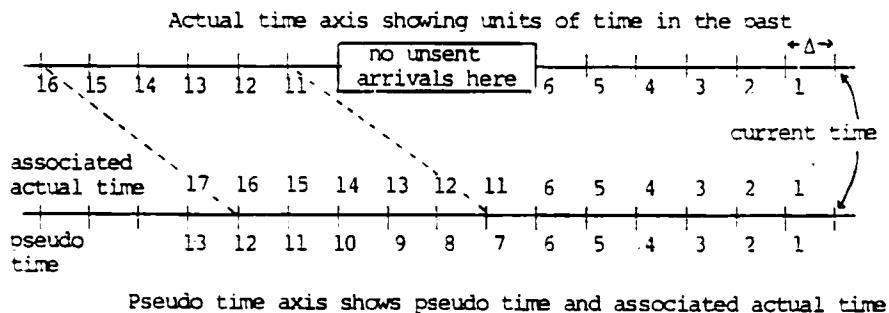 Actual time axis showing units of time in the past
no unsent
arrivals here
Δ
16 15 14 13 12 11 6 5 4 3 2 1
current time
associated
actual time 17 16 15 14 13 12 11 6 5 4 3 2 1
pseudo
time 13 12 11 10 9 8 7 6 5 4 3 2 1
Pseudo time axis shows pseudo time and associated actual time